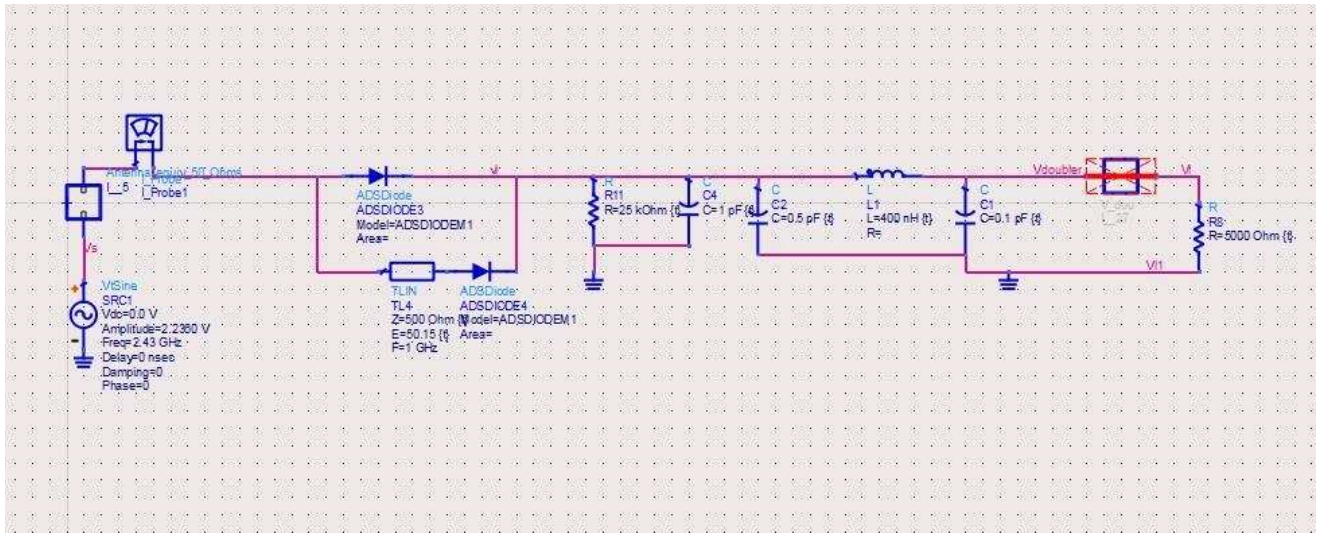 Antennaequiv_50_Ohms
I__5
I_Probe
I_Probe1
Vs
VtSine
SRC1
Vdc=0.0 V
Amplitude=2.2360 V
Freq=2.43 GHz
Delay=0 nsec
Damping=0
Phase=0
ADSDiode
ADSDIODE3
Model=ADSDIODEM1
Area=
TLIN
TL4
Z=500 Ohm {t}
E=50.15 {t}
F=1 GHz
ADSDiode
ADSDIODE4
Model=ADSDIODEM1
Area=
vi
R
R11
R=25 kOhm {t}
C
C4
C=1 pF {t}
C
C2
C=0.5 pF {t}
L
L1
L=400 nH {t}
R=
C
C1
C=0.1 pF {t}
Vdoubler
Vl
R
R8
R=5000 Ohm {t}
Vl1